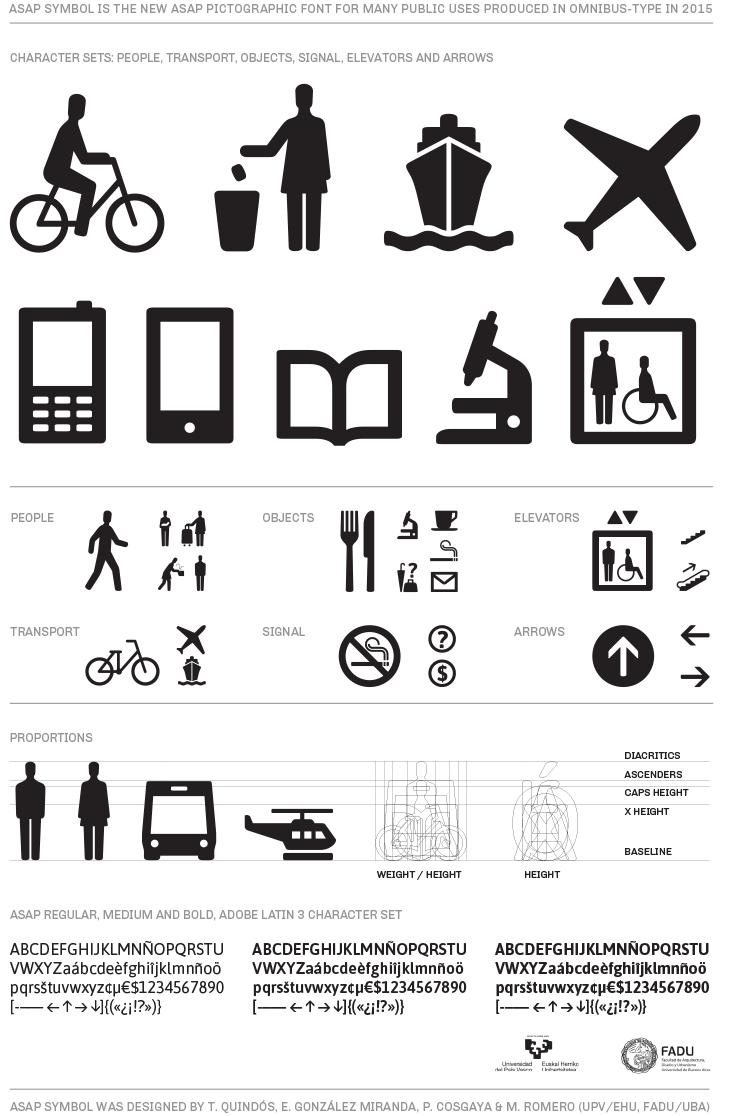 ASAP SYMBOL IS THE NEW ASAP PICTOGRAPHIC FONT FOR MANY PUBLIC USES PRODUCED IN OMNIBUS-TYPE IN 2015
CHARACTER SETS: PEOPLE, TRANSPORT, OBJECTS, SIGNAL, ELEVATORS AND ARROWS
PEOPLE
OBJECTS
?
ELEVATORS
TRANSPORT
SIGNAL
?
$
ARROWS
PROPORTIONS
DIACRITICS
ASCENDERS
CAPS HEIGHT
X HEIGHT
BASELINE
WEIGHT / HEIGHT
HEIGHT
ASAP REGULAR, MEDIUM AND BOLD, ADOBE LATIN 3 CHARACTER SET
ABCDEFGHIJKLMNÑOPQRSTU
VWXYZaábcdeèfghiîjklmnñoö
pqrsštuvwxyz¢µ€$1234567890
[-–— ←↑→↓]{(«¿¡!?»)}
ABCDEFGHIJKLMNÑOPQRSTU
VWXYZaábcdeèfghiîjklmnñoö
pqrsštuvwxyz¢µ€$1234567890
[-–— ←↑→↓]{(«¿¡!?»)}
ABCDEFGHIJKLMNÑOPQRSTU
VWXYZaábcdeèfghiîjklmnñoö
pqrsštuvwxyz¢µ€$1234567890
[-–— ←↑→↓]{(«¿¡!?»)}
Universidad del País Vasco
Euskal Herriko Unibertsitatea
FADU
Facultad de Arquitectura,
Diseño y Urbanismo
Universidad de Buenos Aires
ASAP SYMBOL WAS DESIGNED BY T. QUINDÓS, E. GONZÁLEZ MIRANDA, P. COSGAYA & M. ROMERO (UPV/EHU, FADU/UBA)